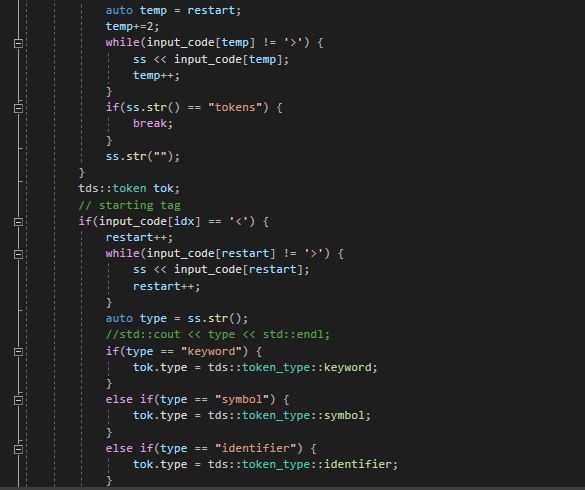 auto temp = restart;
temp+=2;
while(input_code[temp] != '>') {
ss << input_code[temp];
temp++;
}
if(ss.str() == "tokens") {
break;
}
ss.str("");
}
tds::token tok;
// starting tag
if(input_code[idx] == '<') {
restart++;
while(input_code[restart] != '>') {
ss << input_code[restart];
restart++;
}
auto type = ss.str();
//std::cout << type << std::endl;
if(type == "keyword") {
tok.type = tds::token_type::keyword;
}
else if(type == "symbol") {
tok.type = tds::token_type::symbol;
}
else if(type == "identifier") {
tok.type = tds::token_type::identifier;
}